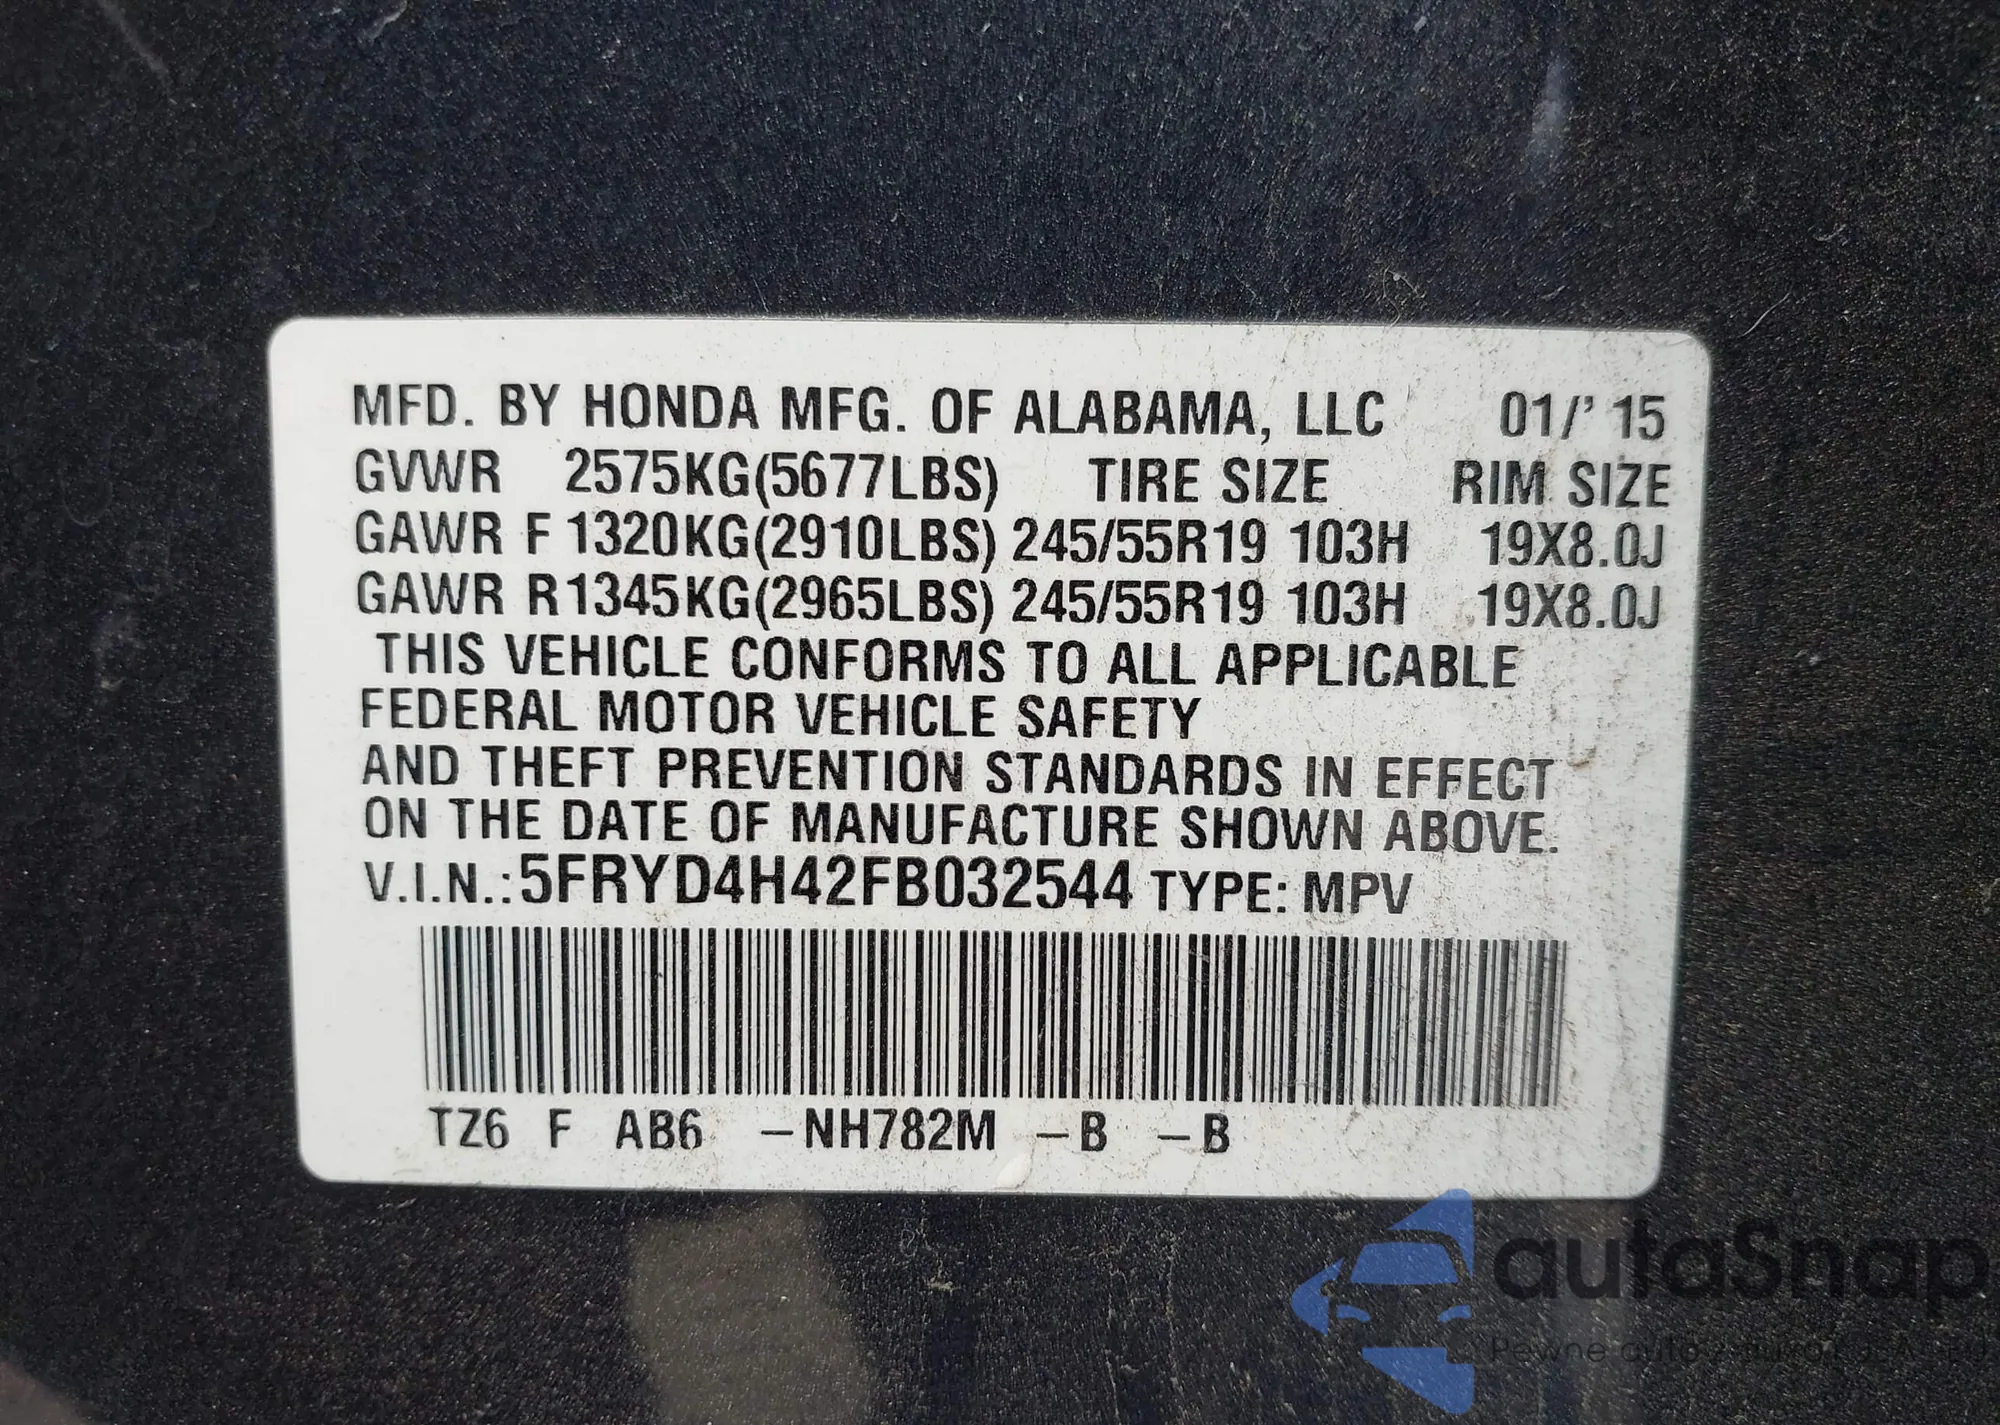 MFD. BY HONDA MFG. OF ALABAMA, LLC 01/' 15
GVWR 2575KG(5677LBS) TIRE SIZE RIM SIZE
GAWR F 1320KG(2910LBS) 245/55R19 103H 19X8.0J
GAWR R1345KG(2965LBS) 245/55R19 103H 19X8.0J
THIS VEHICLE CONFORMS TO ALL APPLICABLE
FEDERAL MOTOR VEHICLE SAFETY
AND THEFT PREVENTION STANDARDS IN EFFECT
ON THE DATE OF MANUFACTURE SHOWN ABOVE.
V.I.N.:5FRYD4H42FB032544 TYPE: MPV
TZ6 F AB6 -NH782M -B -B
autaSnap
Pewne auto z